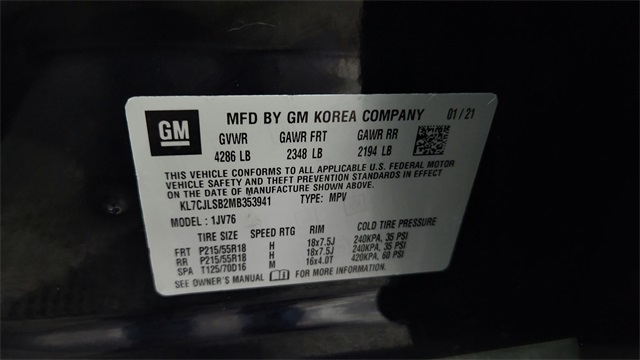 GM
MFD BY GM KOREA COMPANY 01/21
GVWR GAWR FRT GAWR RR
4286 LB 2348 LB 2194 LB
THIS VEHICLE CONFORMS TO ALL APPLICABLE U.S. FEDERAL MOTOR
VEHICLE SAFETY, BUMPER, AND THEFT PREVENTION STANDARDS IN EFFECT ON
THE DATE OF MANUFACTURE SHOWN ABOVE.
KL7CJLSB2MB353941 TYPE: MPV
MODEL: 1JV76
TIRE SIZE SPEED RTG RIM COLD TIRE PRESSURE
FRT P215/55R18 H 18x7.5J 240KPA, 35 PSI
RR P215/55R18 H 18x7.5J 240KPA, 35 PSI
SPA T125/70D16 M 16x4.0T 420KPA, 60 PSI
SEE OWNER'S MANUAL FOR MORE INFORMATION.